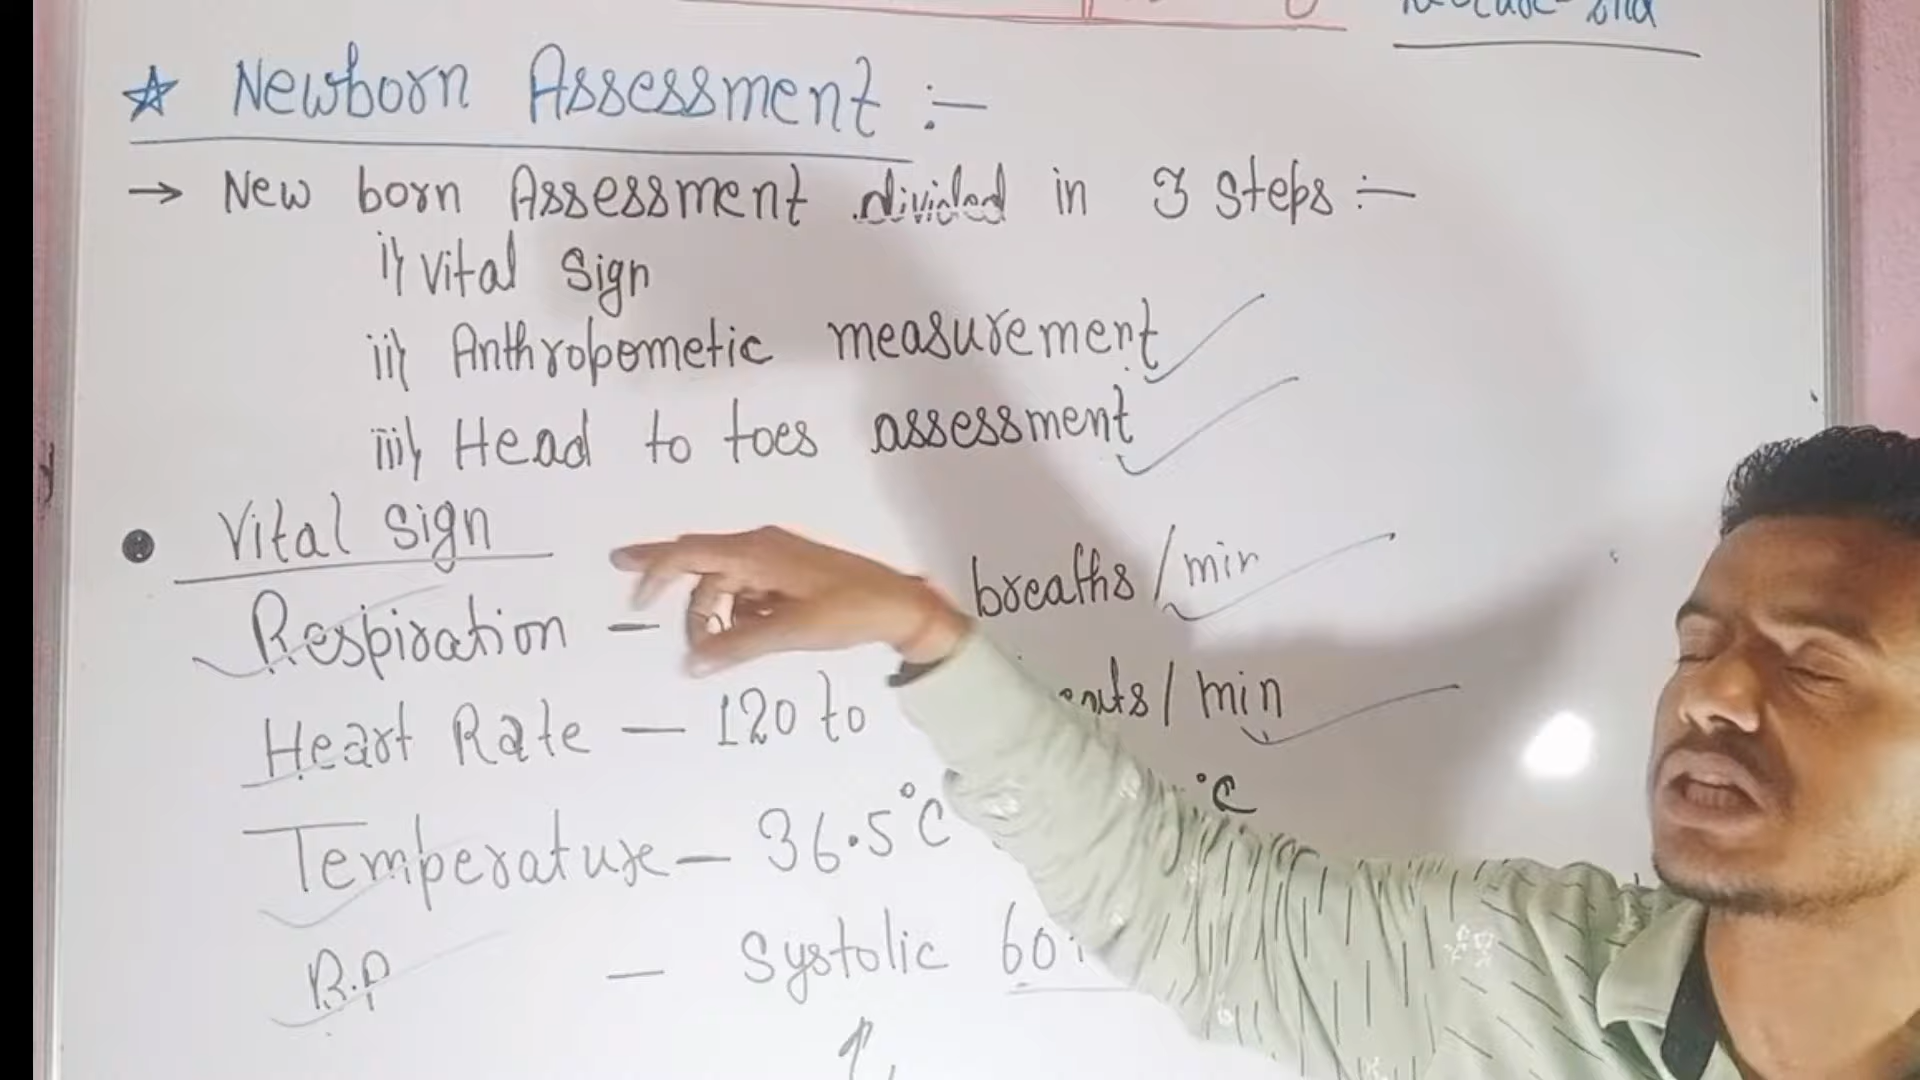 ★ Newborn Assessment :-
→ New born Assessment divided in 3 steps :-
i) Vital Sign
ii) Anthropometic measurement
iii) Head to toes assessment
• Vital Sign
Respiration — breaths / min
Heart Rate — 120 to / min
Temperature — 36.5°C °C
B.P — Systolic 60